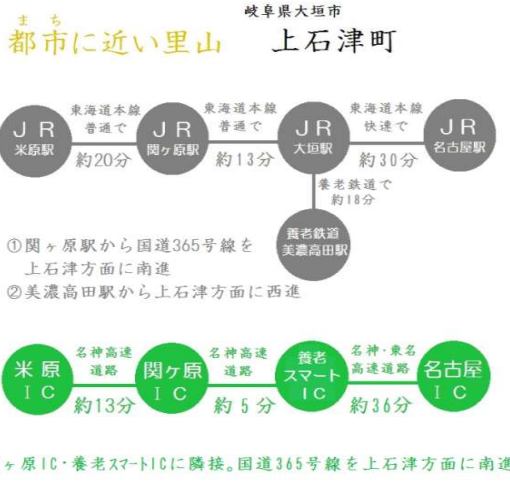 岐阜県大垣市
まち
都市に近い里山 上石津町
東海道本線 東海道本線 東海道本線
普通で 普通で 快速で
JR JR JR JR
米原駅 関ヶ原駅 大垣駅 名古屋駅
約20分 約13分 約30分
養老鉄道で
約18分
養老鉄道
美濃高田駅
①関ヶ原駅から国道365号線を
上石津方面に南進
②美濃高田駅から上石津方面に西進
名神高速 名神高速 名神・東名
道路 道路 高速道路
米原 関ヶ原 養老 名古屋
スマート
IC IC IC IC
約13分 約5分 約36分
ヶ原IC・養老スマートICに隣接。国道365号線を上石津方面に南進